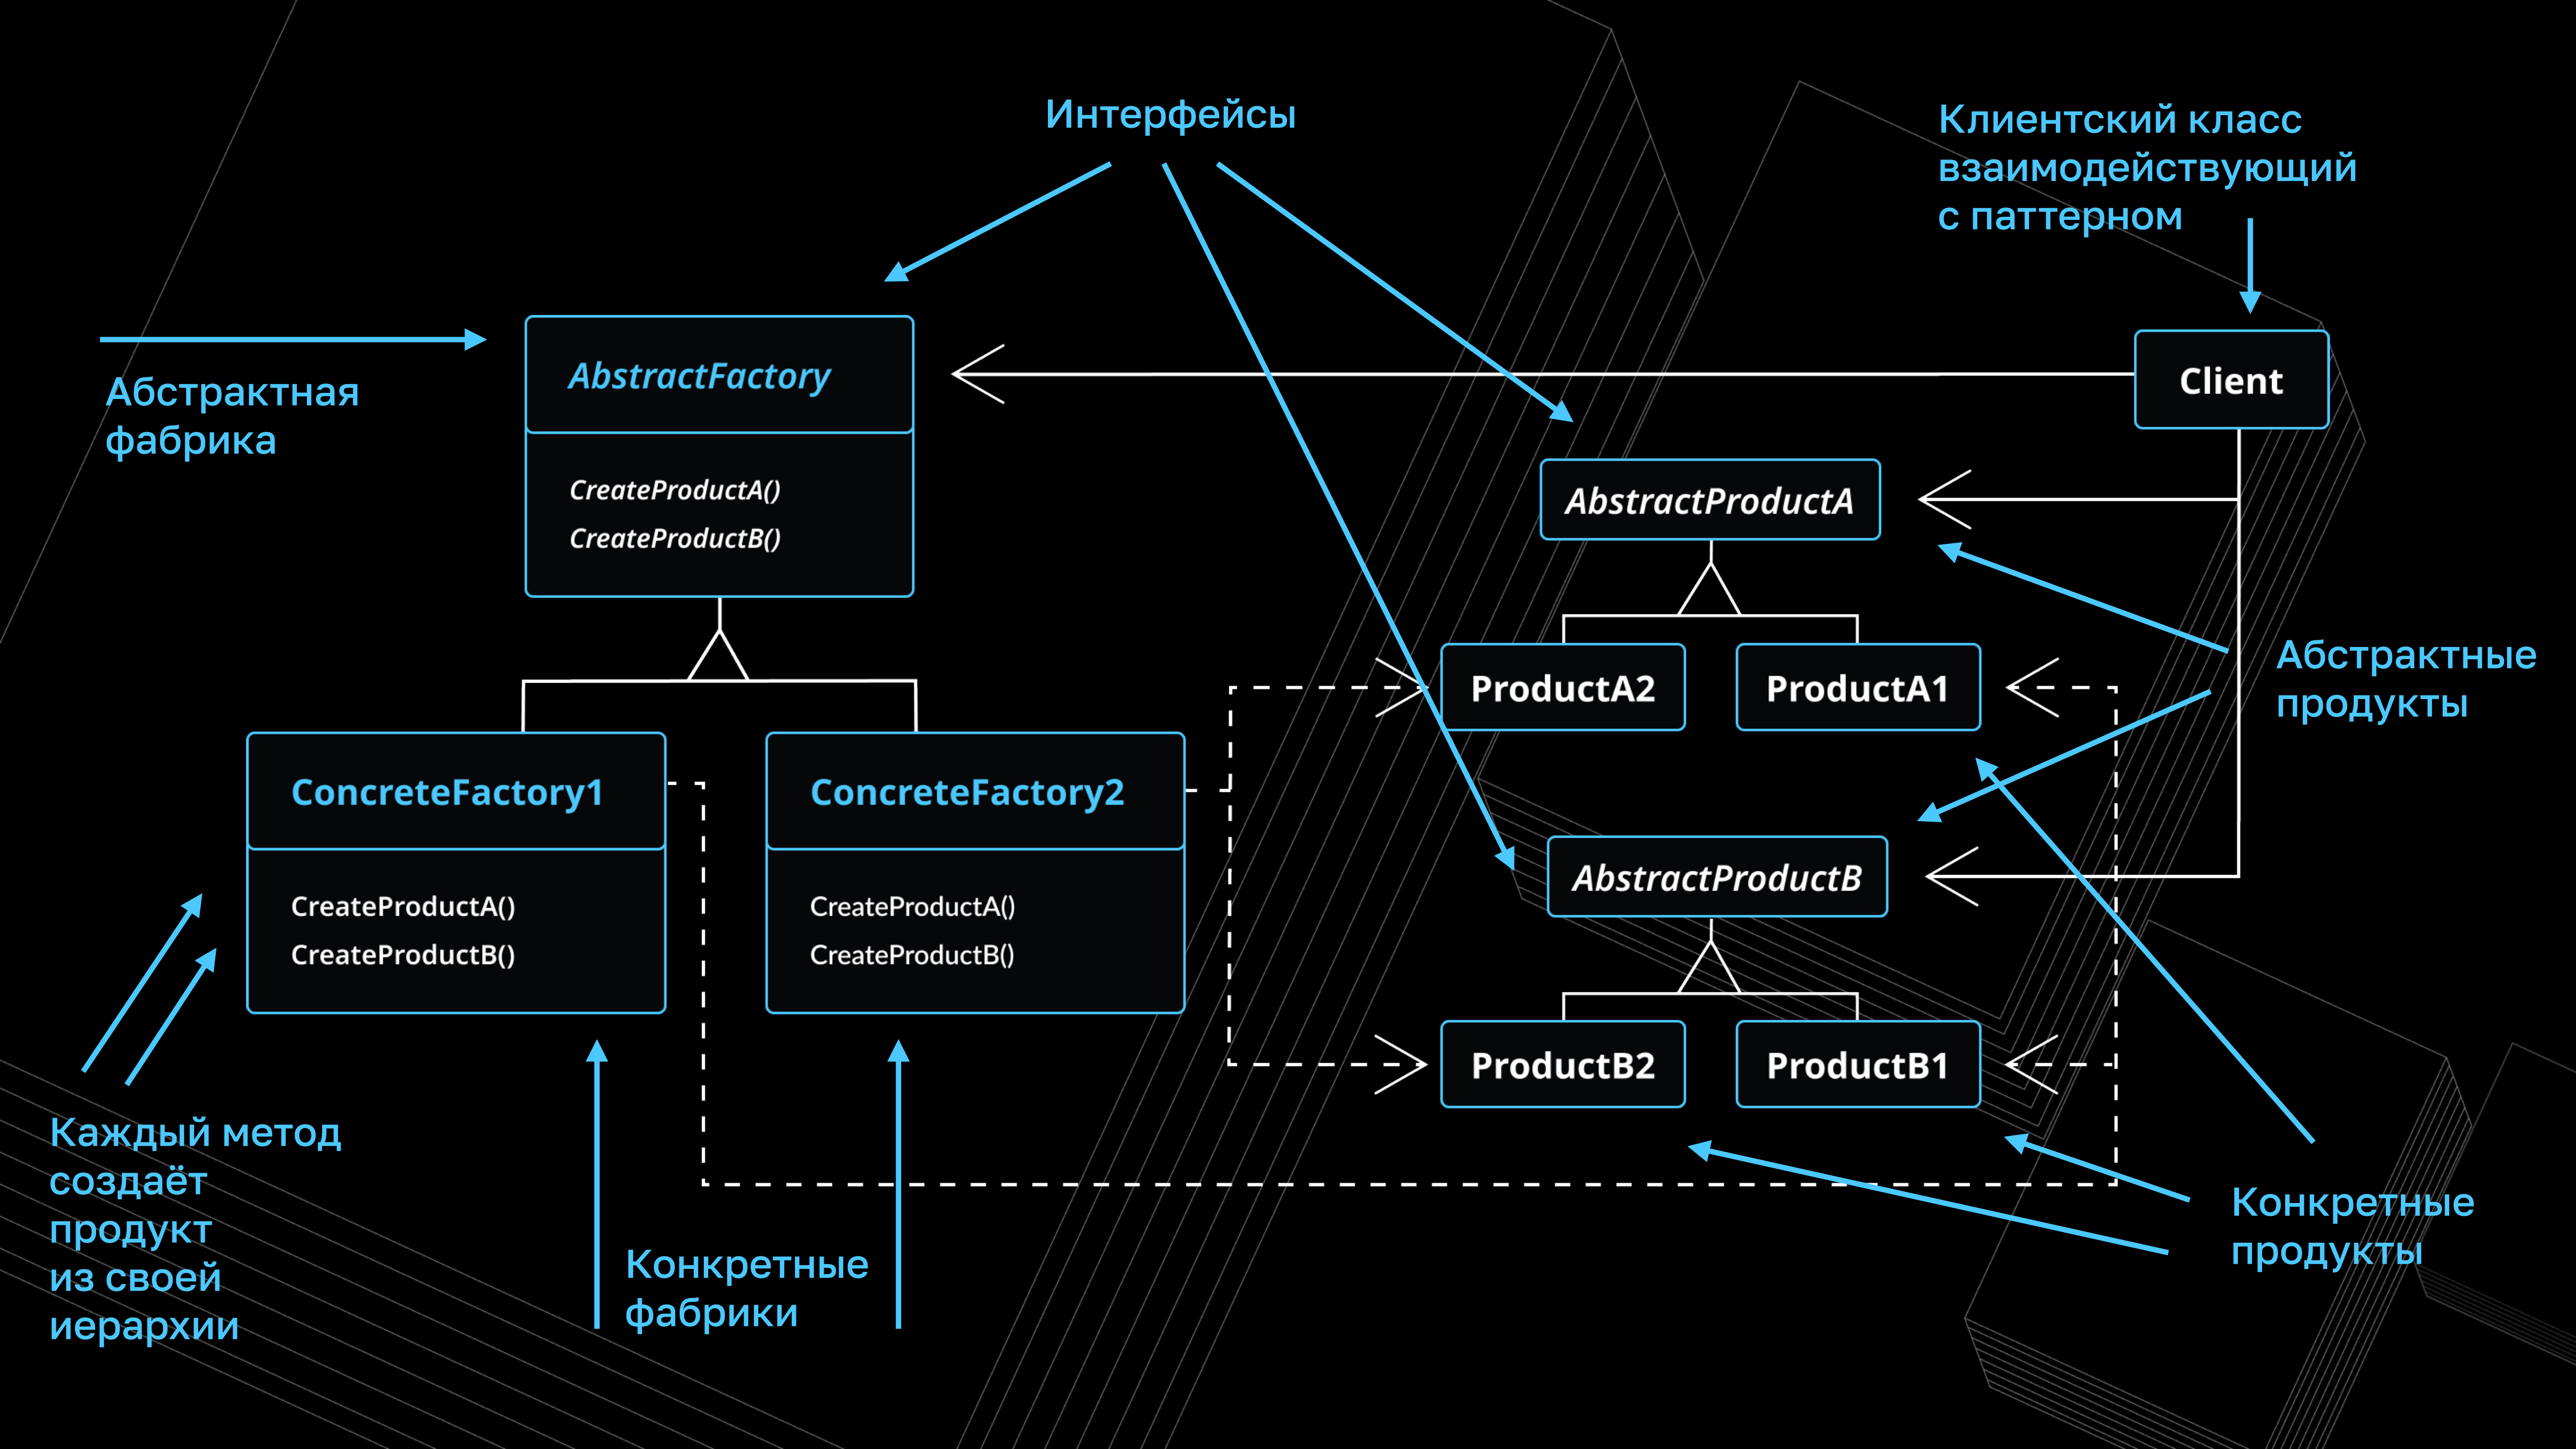 Интерфейсы
Клиентский класс
взаимодействующий
с паттерном
Абстрактная
фабрика
AbstractFactory
CreateProductA()
CreateProductB()
Client
AbstractProductA
ProductA2
ProductA1
Абстрактные
продукты
ConcreteFactory1
CreateProductA()
CreateProductB()
ConcreteFactory2
CreateProductA()
CreateProductB()
AbstractProductB
ProductB2
ProductB1
Каждый метод
создаёт
продукт
из своей
иерархии
Конкретные
фабрики
Конкретные
продукты